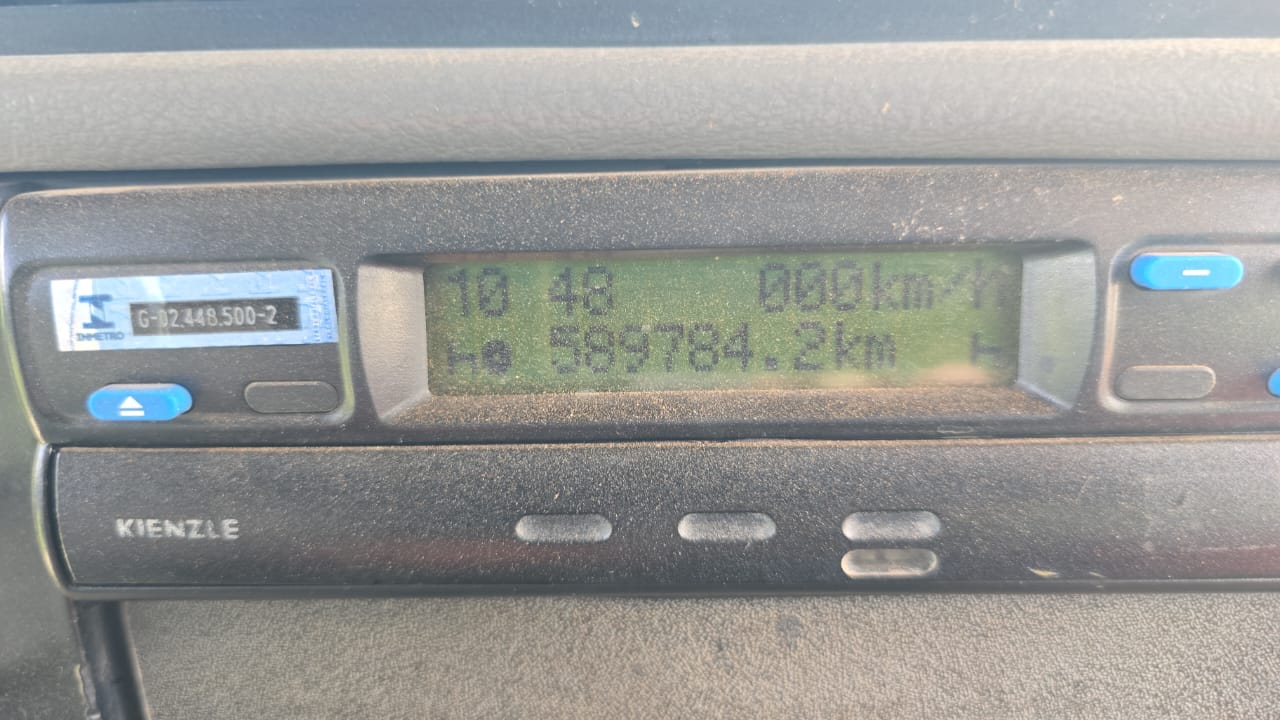 10 48 000km/h
589784.2km
INMETRO
G-02.448.500-2
KIENZLE